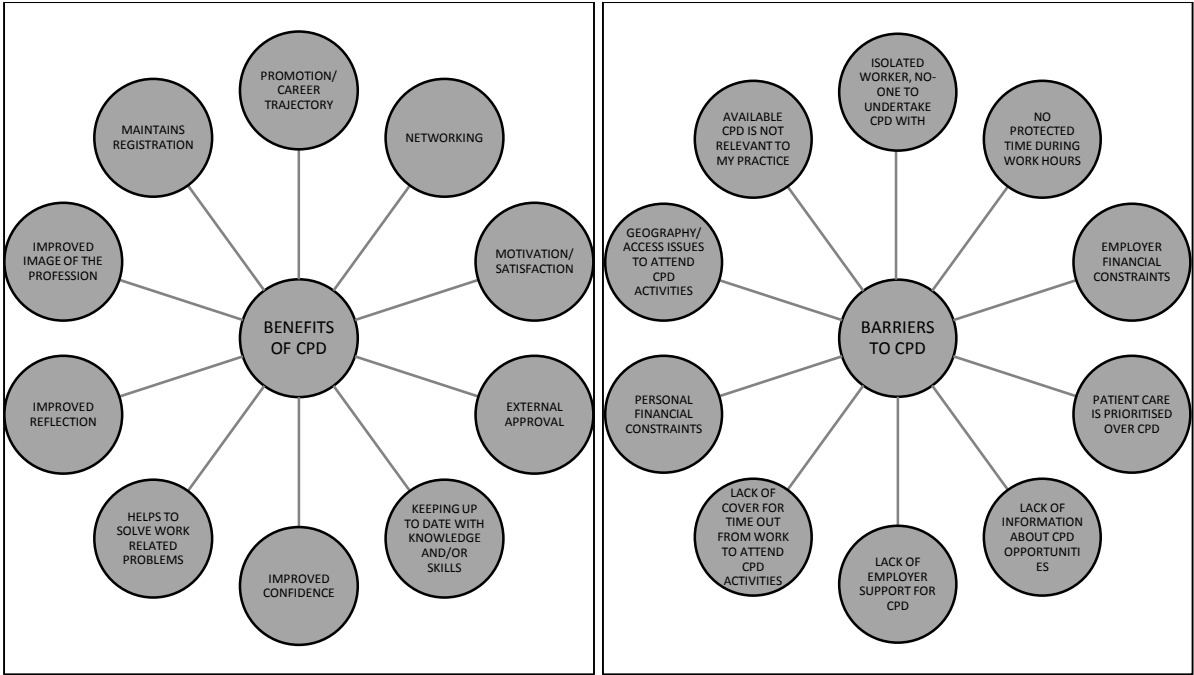 PROMOTION/
CAREER
TRAJECTORY
NETWORKING
MOTIVATION/
SATISFACTION
EXTERNAL
APPROVAL
KEEPING UP
TO DATE WITH
KNOWLEDGE
AND/OR
SKILLS
IMPROVED
CONFIDENCE
HELPS TO
SOLVE WORK
RELATED
PROBLEMS
IMPROVED
REFLECTION
IMPROVED
IMAGE OF THE
PROFESSION
MAINTAINS
REGISTRATION
BENEFITS
OF CPD
ISOLATED
WORKER, NO-
ONE TO
UNDERTAKE
CPD WITH
NO
PROTECTED
TIME DURING
WORK HOURS
EMPLOYER
FINANCIAL
CONSTRAINTS
PATIENT CARE
IS PRIORITISED
OVER CPD
LACK OF
INFORMATION
ABOUT CPD
OPPORTUNITI
ES
LACK OF
EMPLOYER
SUPPORT FOR
CPD
LACK OF
COVER FOR
TIME OUT
FROM WORK
TO ATTEND
CPD
ACTIVITIES
PERSONAL
FINANCIAL
CONSTRAINTS
GEOGRAPHY/
ACCESS ISSUES
TO ATTEND
CPD
ACTIVITIES
AVAILABLE
CPD IS NOT
RELEVANT TO
MY PRACTICE
BARRIERS
TO CPD